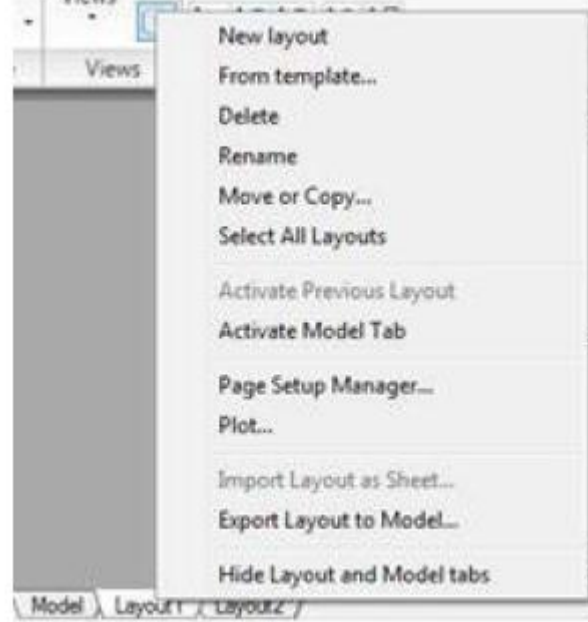 Views
Views
New layout
From template...
Delete
Rename
Move or Copy...
Select All Layouts
Activate Previous Layout
Activate Model Tab
Page Setup Manager...
Plot...
Import Layout as Sheet...
Export Layout to Model...
Hide Layout and Model tabs
Model Layout1 Layout2